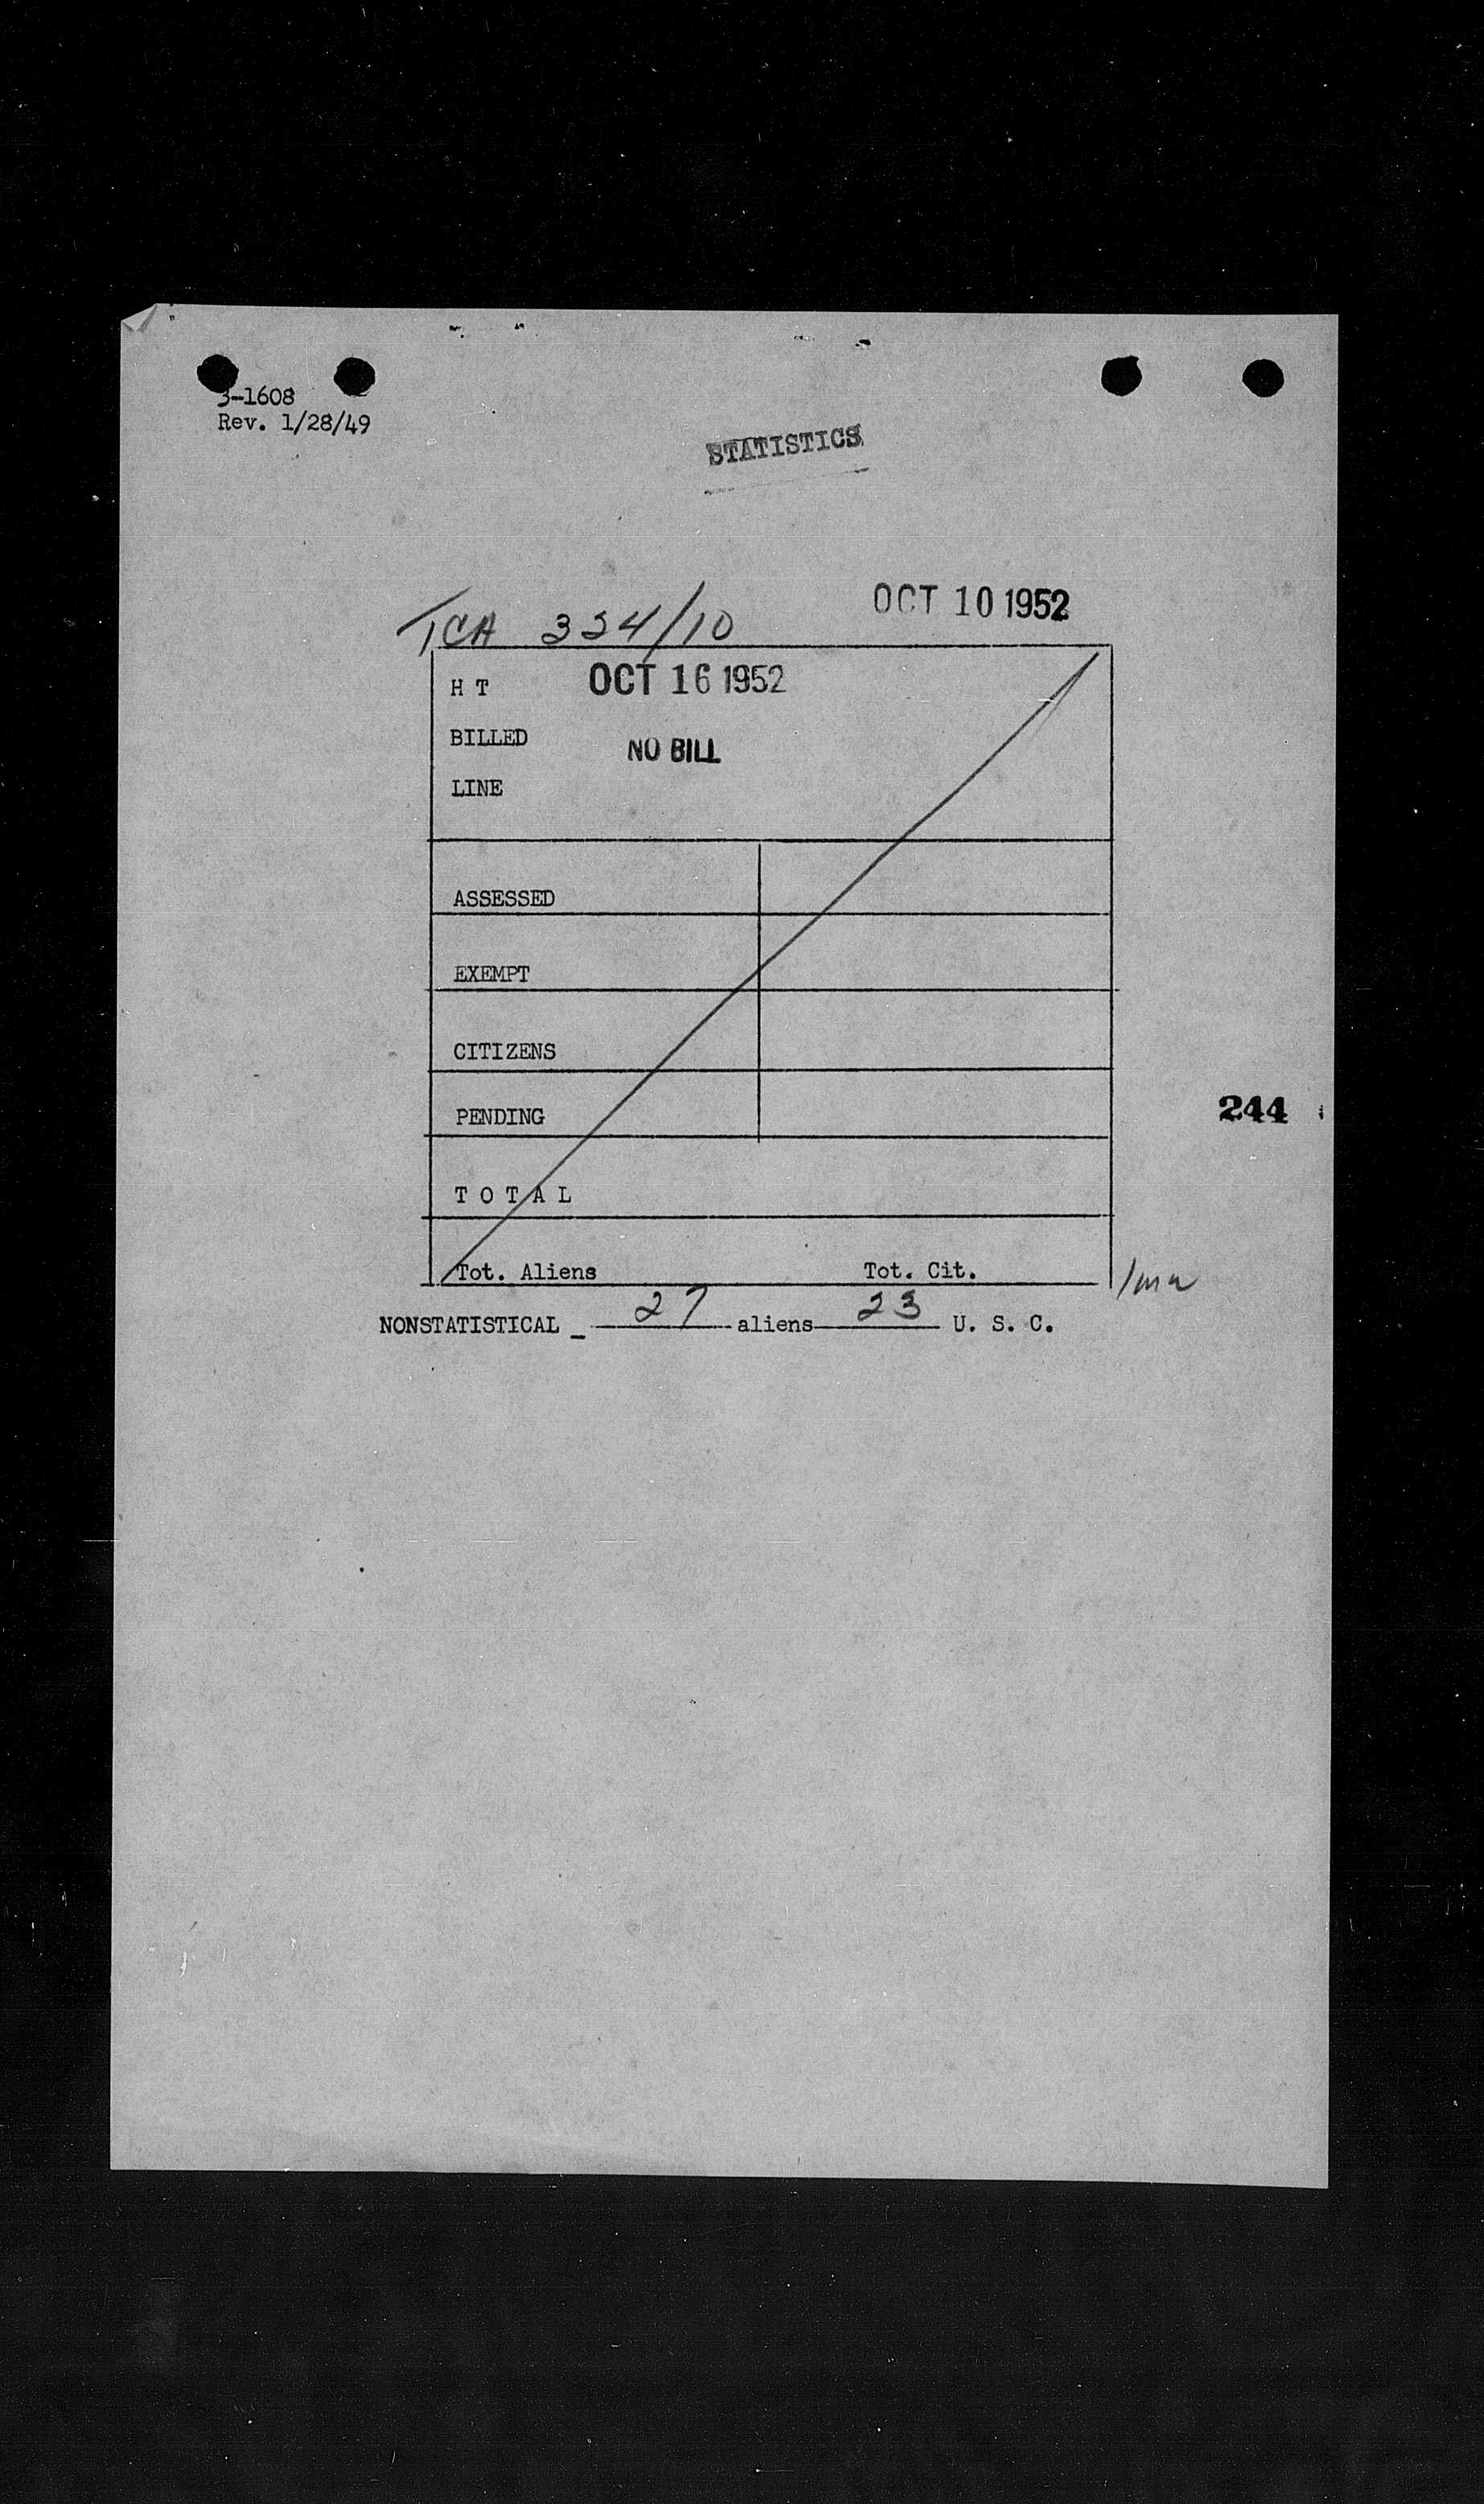 3-1608
Rev. 1/28/49
STATISTICS
OCT 10 1952
TCA 324/10
H T OCT 16 1952
BILLED NO BILL
LINE
ASSESSED
EXEMPT
CITIZENS
PENDING
244
T O T A L
Tot. Aliens Tot. Cit.
NONSTATISTICAL _ 27 aliens 23 U. S. C.